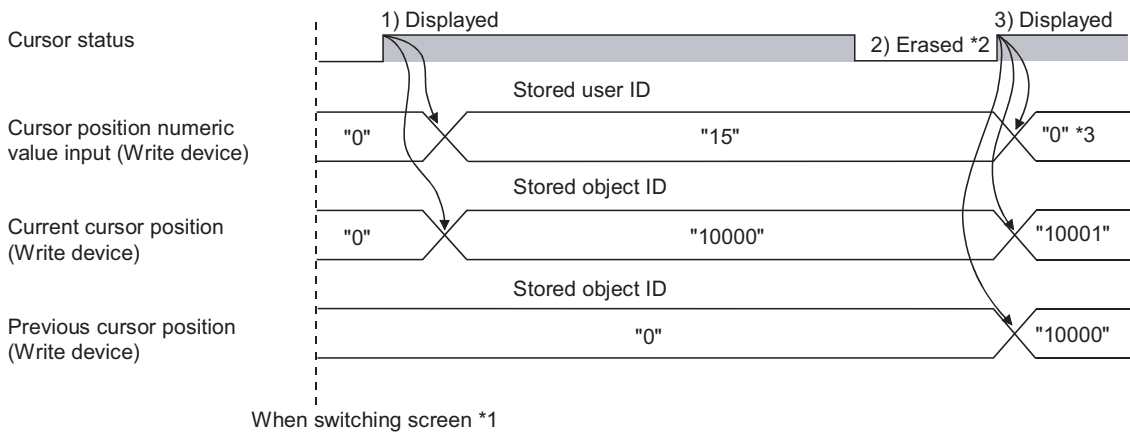 1) Displayed
3) Displayed
Cursor status
2) Erased *2
Stored user ID
Cursor position numeric
value input (Write device)
"0"
"15"
"0" *3
Stored object ID
Current cursor position
(Write device)
"0"
"10000"
"10001"
Stored object ID
Previous cursor position
(Write device)
"0"
"10000"
When switching screen *1